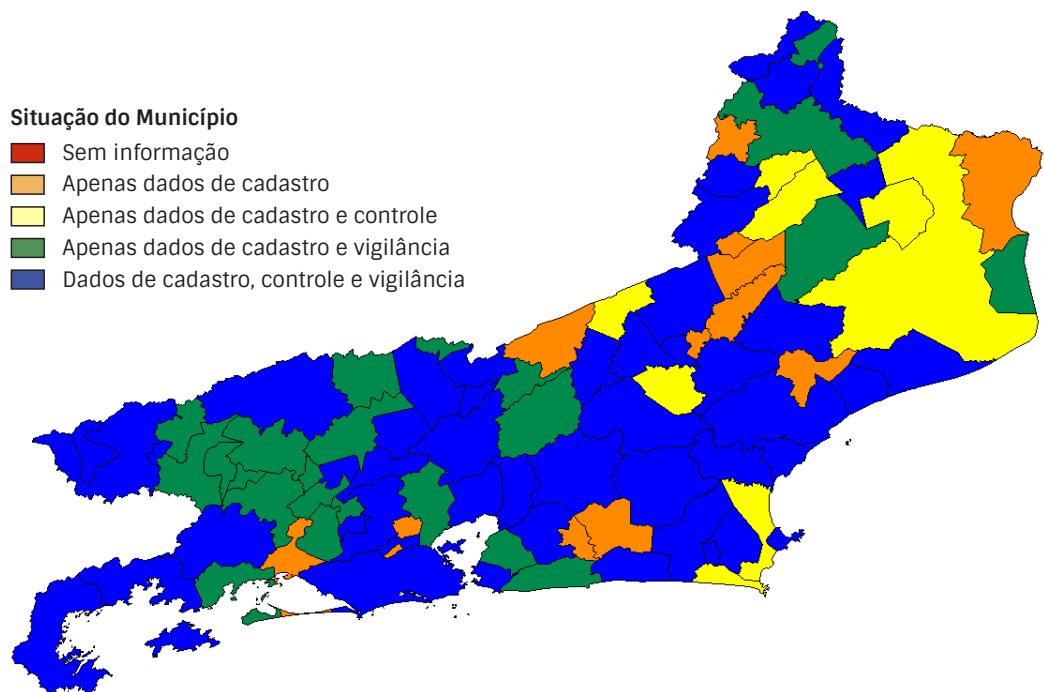 Situação do Município
Sem informação
Apenas dados de cadastro
Apenas dados de cadastro e controle
Apenas dados de cadastro e vigilância
Dados de cadastro, controle e vigilância